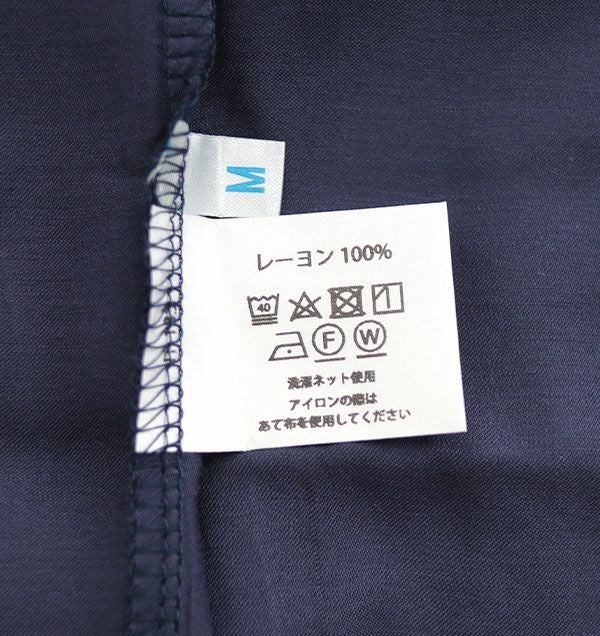 M
レーヨン 100%
40
F W
洗濯ネット使用
アイロンの際は
あて布を使用してください